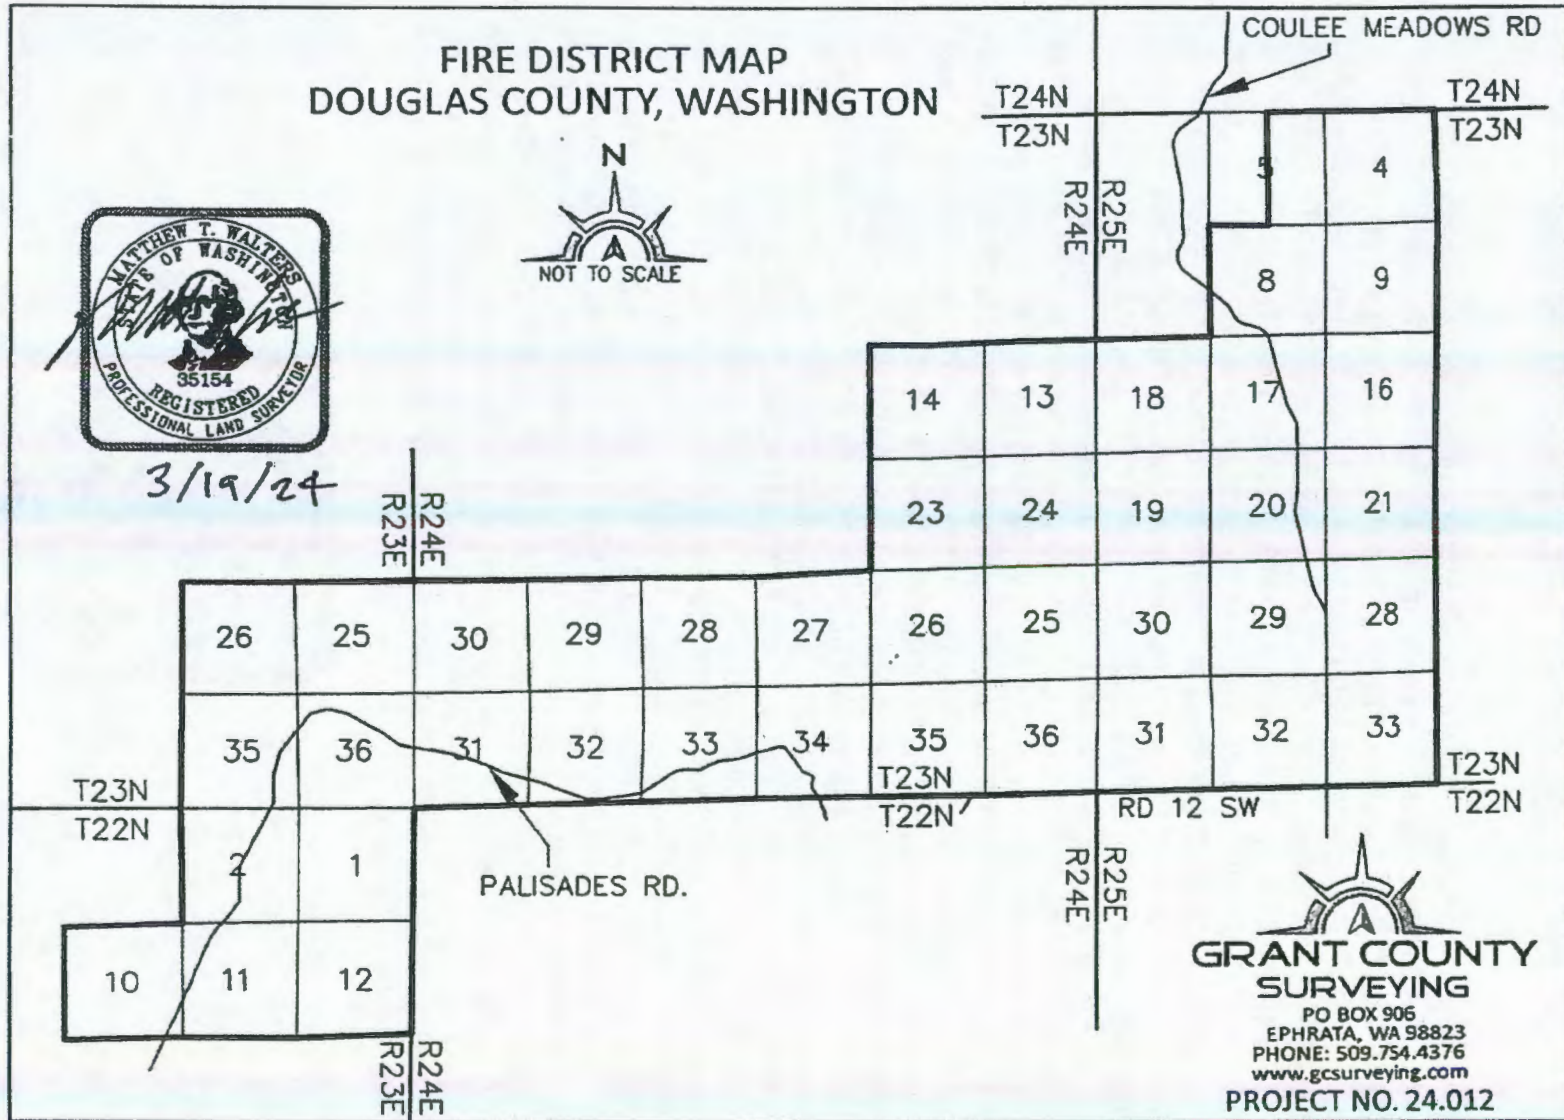 FIRE DISTRICT MAP
DOUGLAS COUNTY, WASHINGTON
N
NOT TO SCALE
COULEE MEADOWS RD
T24N
T23N
T24N
T23N
R24E
R25E
5 4
8 9
MATTHEW T. WALTERS
STATE OF WASHINGTON
35154
REGISTERED
PROFESSIONAL LAND SURVEYOR
3/19/24
14 13 18 17 16
23 24 19 20 21
R23E
R24E
26 25 30 29 28 27 26 25 30 29 28
35 36 31 32 33 34 35 36 31 32 33
T23N
T22N
T23N
T22N
T23N
T22N
RD 12 SW
2 1
PALISADES RD.
R24E
R25E
10 11 12
R23E
R24E
GRANT COUNTY
SURVEYING
PO BOX 906
EPHRATA, WA 98823
PHONE: 509.754.4376
www.gcsurveying.com
PROJECT NO. 24.012